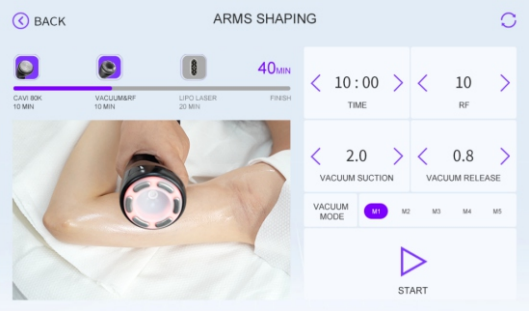 BACK
ARMS SHAPING
40MIN
CAVI 80K
10 MIN
VACUUM&RF
10 MIN
LIPO LASER
20 MIN
FINISH
10 : 00
TIME
10
RF
2.0
VACUUM SUCTION
0.8
VACUUM RELEASE
VACUUM MODE
M1 M2 M3 M4 M5
START